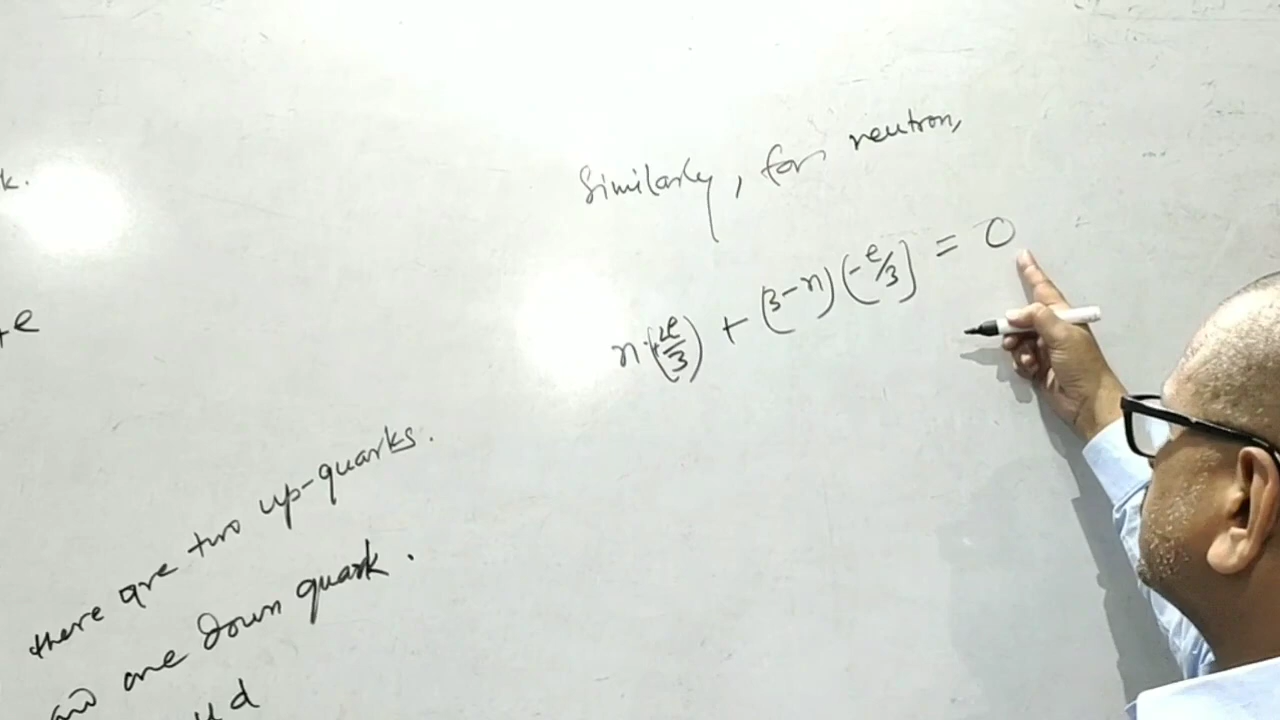 k.
+e
there are two up-quarks.
and one down quark.
u d
Similarly, for neutron,
n·(+2e/3) + (3-n)(-e/3) = 0